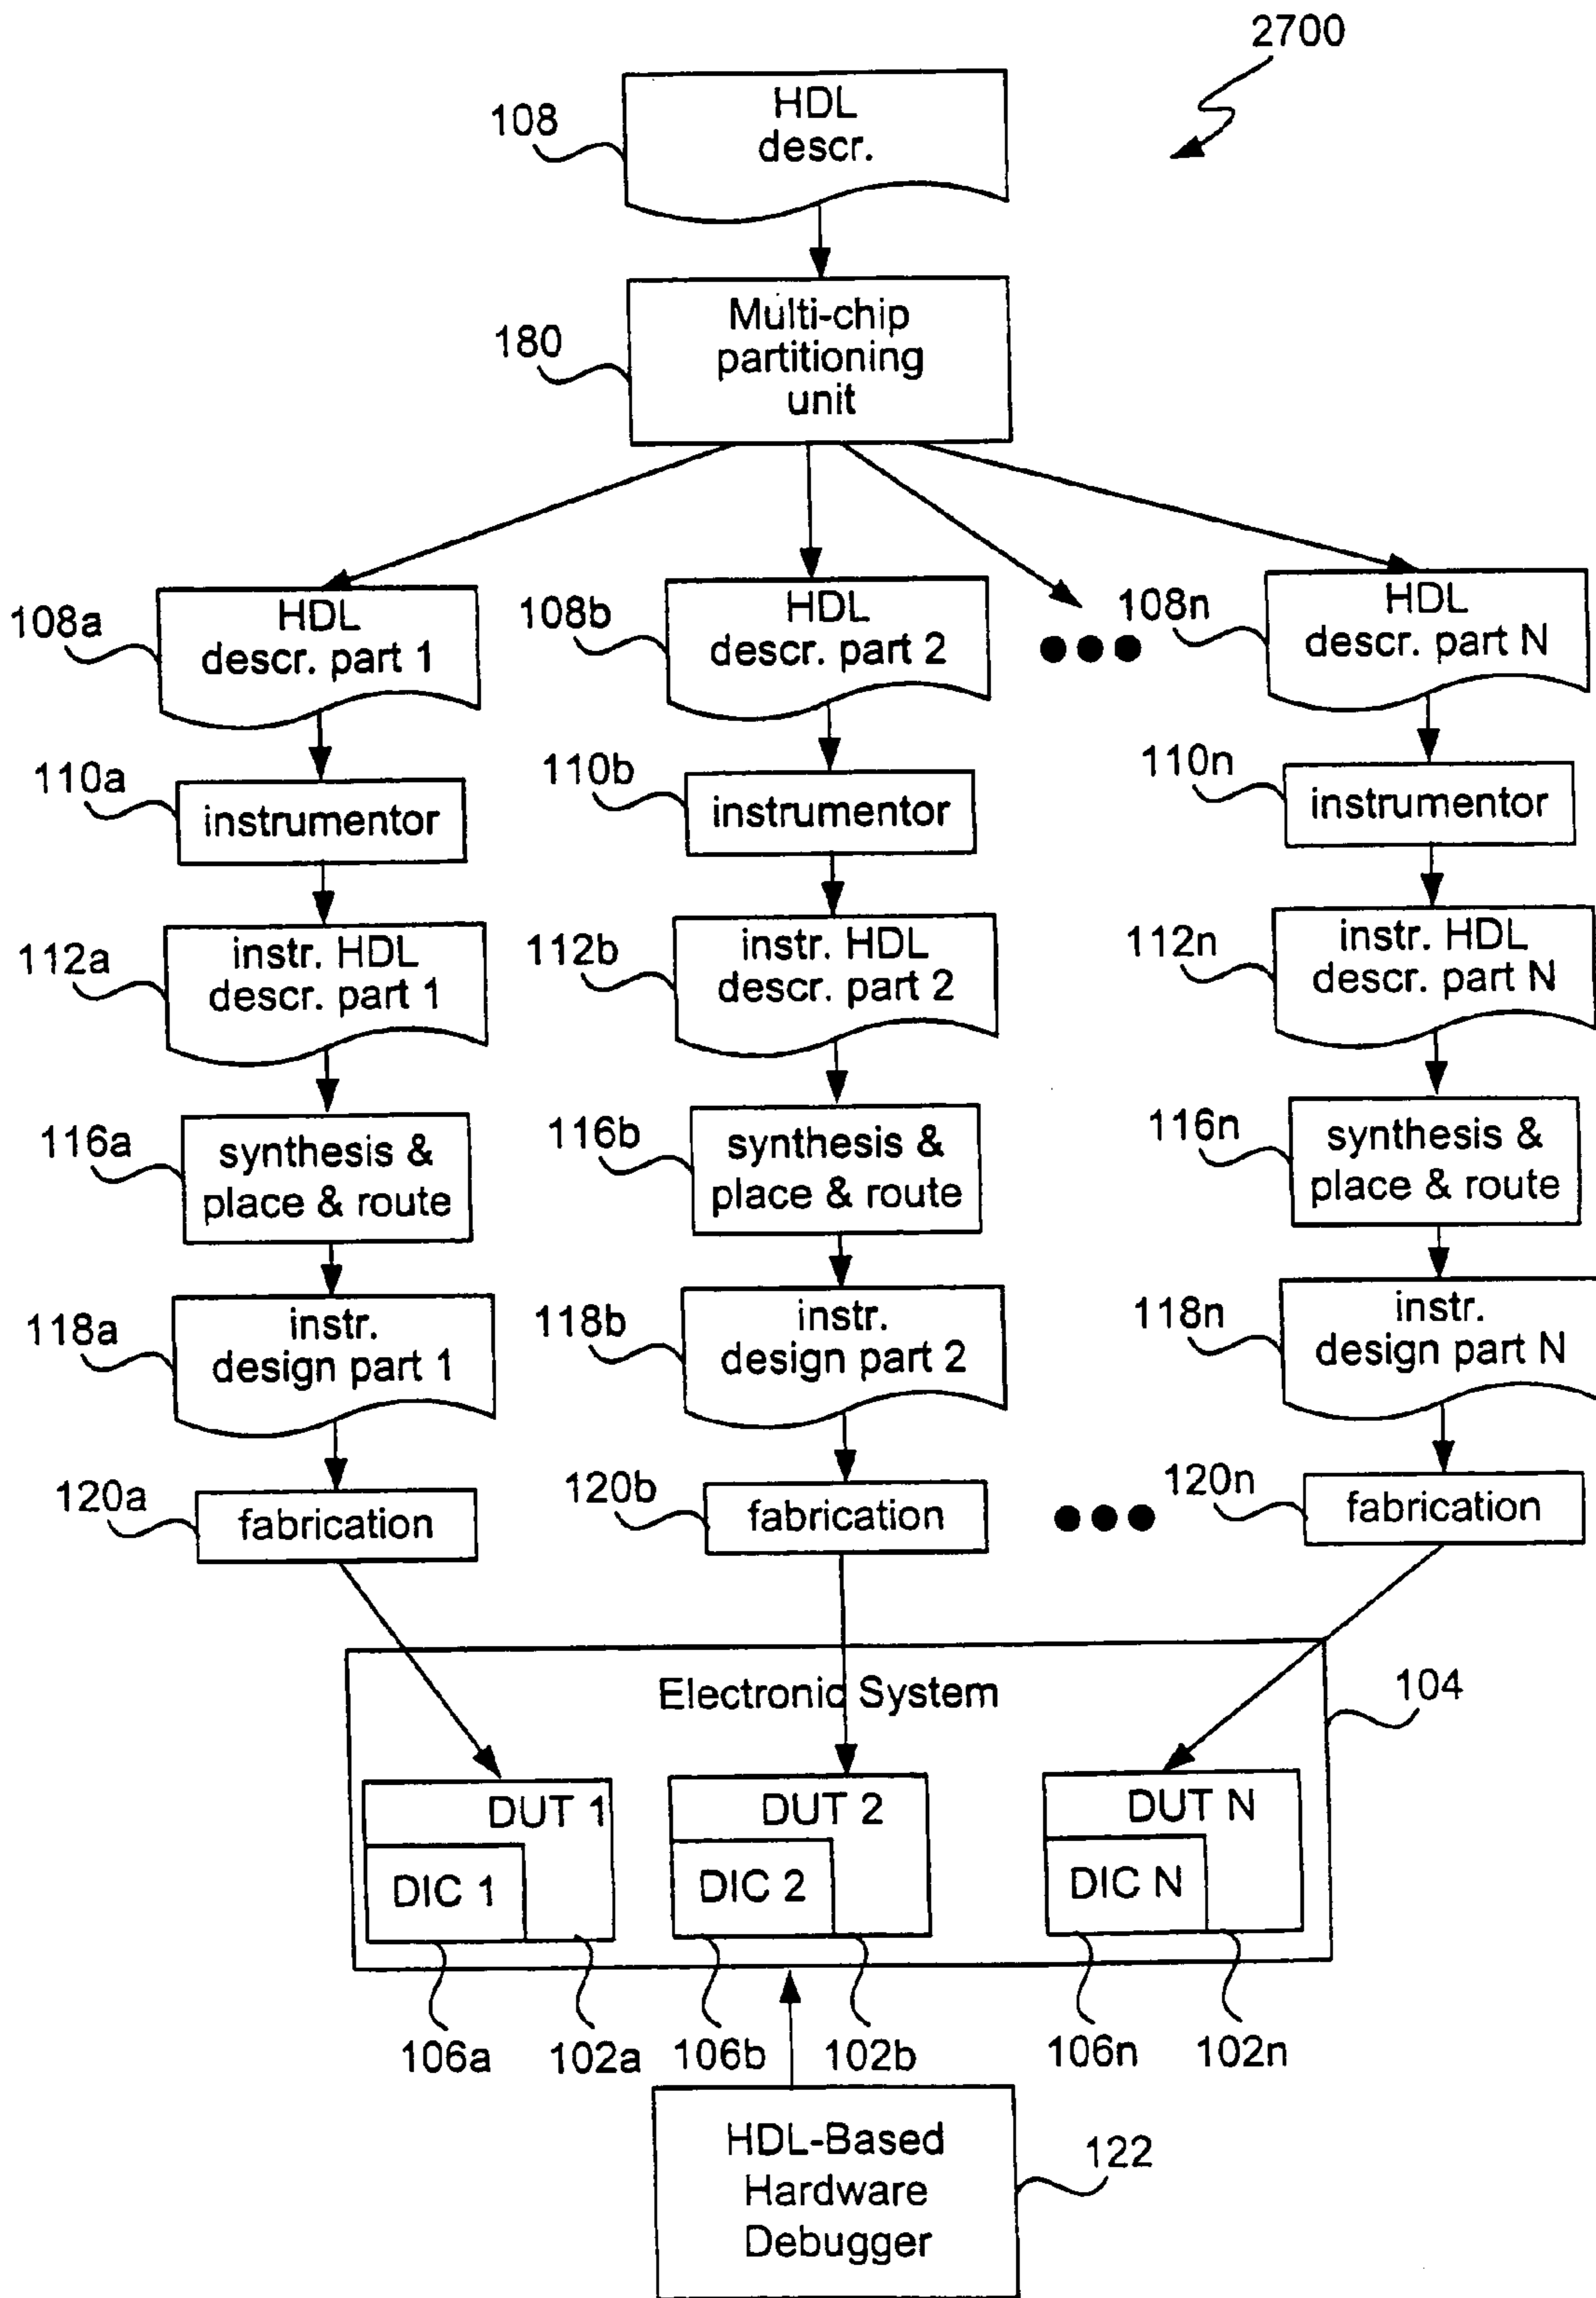 2700
108
HDL
descr.
180
Multi-chip
partitioning
unit
108a
HDL
descr. part 1
108b
HDL
descr. part 2
108n
HDL
descr. part N
110a
instrumentor
110b
instrumentor
110n
instrumentor
112a
instr. HDL
descr. part 1
112b
instr. HDL
descr. part 2
112n
instr. HDL
descr. part N
116a
synthesis &
place & route
116b
synthesis &
place & route
116n
synthesis &
place & route
118a
instr.
design part 1
118b
instr.
design part 2
118n
instr.
design part N
120a
fabrication
120b
fabrication
120n
fabrication
Electronic System
104
DUT 1
DIC 1
DUT 2
DIC 2
DUT N
DIC N
106a
102a
106b
102b
106n
102n
HDL-Based
Hardware
Debugger
122